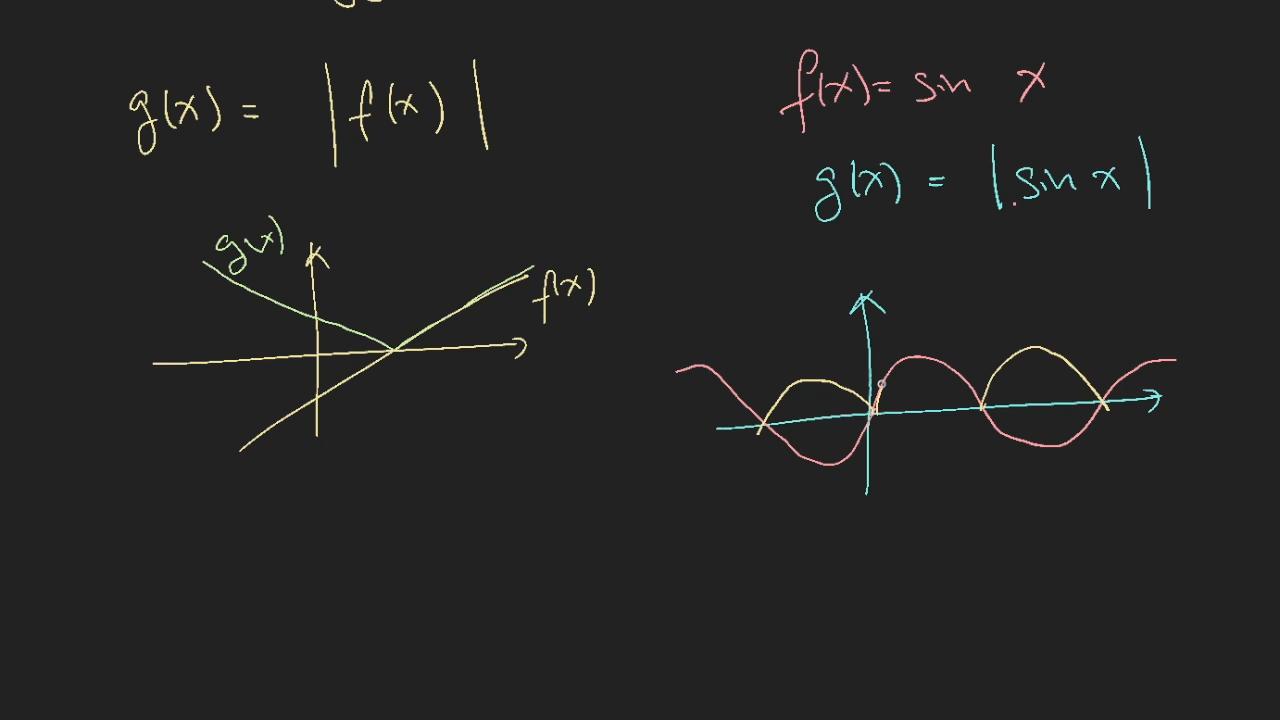 g(x) = |f(x)|
f(x) = sin x
g(x) = |sin x|
g(x)
f(x)